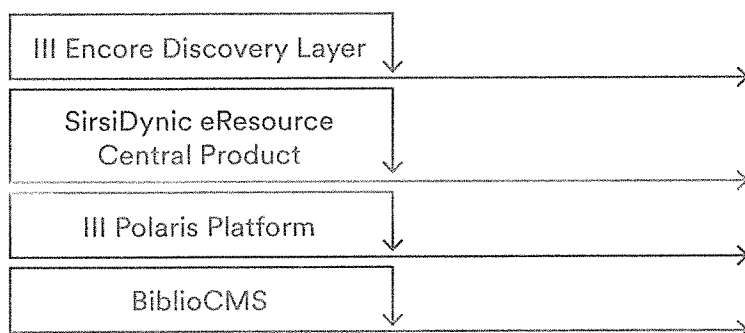 III Encore Discovery Layer
SirsiDynic eResource
Central Product
III Polaris Platform
BiblioCMS